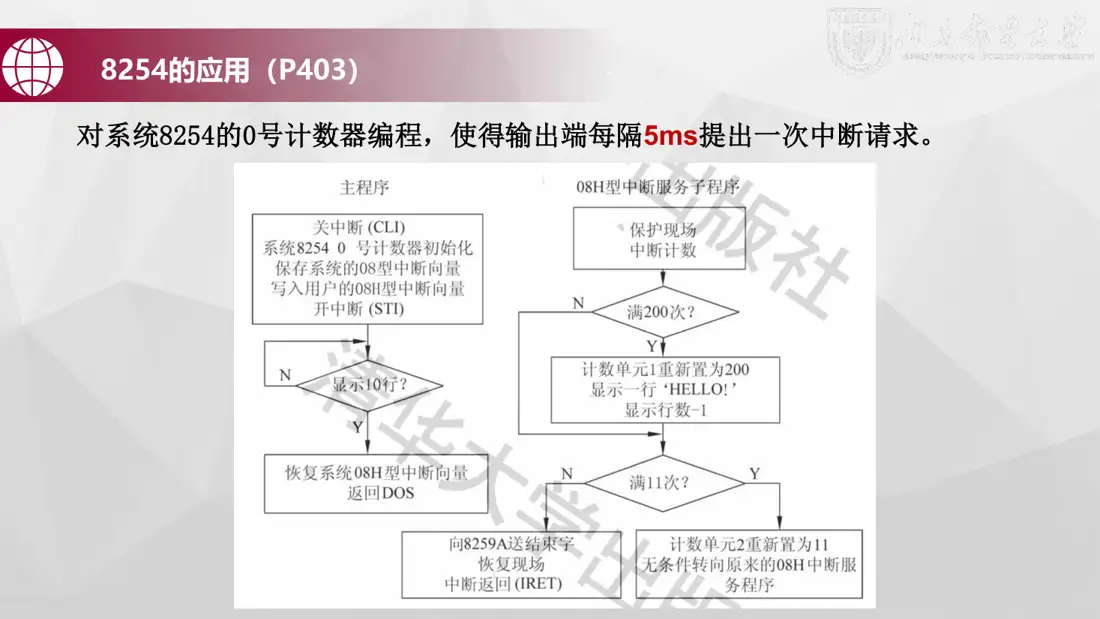 8254的应用（P403）
对系统8254的0号计数器编程，使得输出端每隔5ms提出一次中断请求。
主程序
关中断 (CLI)
系统8254 0 号计数器初始化
保存系统的08型中断向量
写入用户的08H型中断向量
开中断 (STI)
N
显示10行？
Y
恢复系统08H型中断向量
返回DOS
08H型中断服务子程序
保护现场
中断计数
N
满200次？
Y
计数单元1重新置为200
显示一行 ‘HELLO!’
显示行数-1
N
满11次？
Y
向8259A送结束字
恢复现场
中断返回 (IRET)
计数单元2重新置为11
无条件转向原来的08H中断服
务子程序
清华大学出版社
出版社